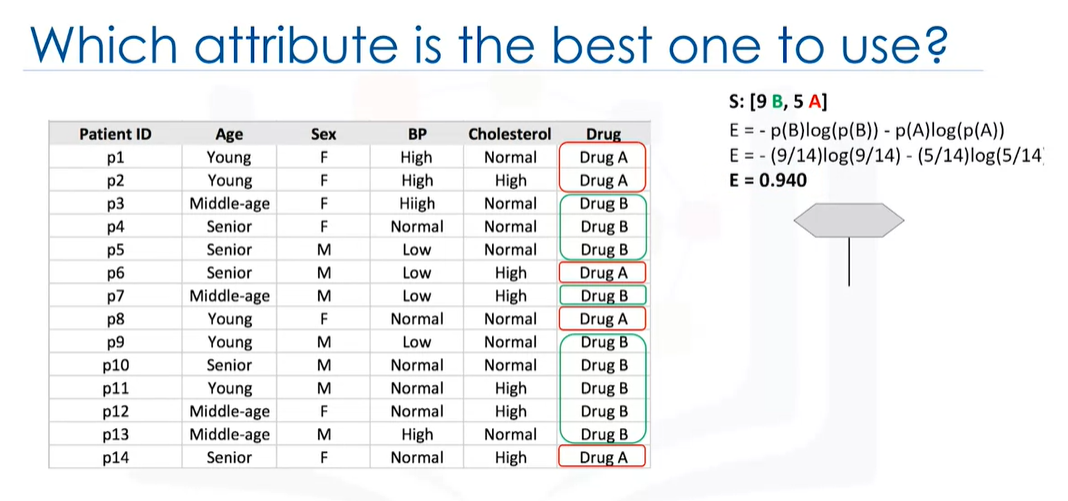 Which attribute is the best one to use?
S: [9 B, 5 A]
E = - p(B)log(p(B)) - p(A)log(p(A))
E = - (9/14)log(9/14) - (5/14)log(5/14
E = 0.940
Patient ID Age Sex BP Cholesterol Drug
p1 Young F High Normal Drug A
p2 Young F High High Drug A
p3 Middle-age F Hiigh Normal Drug B
p4 Senior F Normal Normal Drug B
p5 Senior M Low Normal Drug B
p6 Senior M Low High Drug A
p7 Middle-age M Low High Drug B
p8 Young F Normal Normal Drug A
p9 Young M Low Normal Drug B
p10 Senior M Normal Normal Drug B
p11 Young M Normal High Drug B
p12 Middle-age F Normal High Drug B
p13 Middle-age M High Normal Drug B
p14 Senior F Normal High Drug A